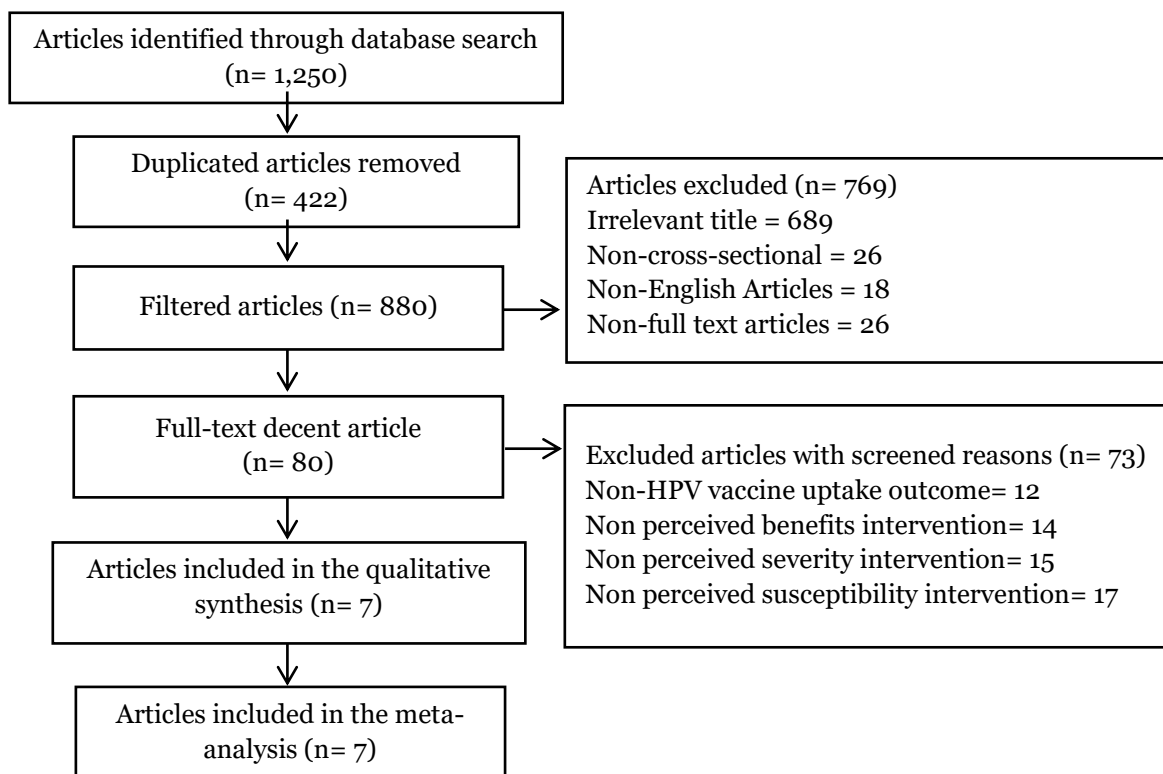 Articles identified through database search
(n= 1,250)
Duplicated articles removed
(n= 422)
Articles excluded (n= 769)
Irrelevant title = 689
Non-cross-sectional = 26
Non-English Articles = 18
Non-full text articles = 26
Filtered articles (n= 880)
Full-text decent article
(n= 80)
Excluded articles with screened reasons (n= 73)
Non-HPV vaccine uptake outcome= 12
Non perceived benefits intervention= 14
Non perceived severity intervention= 15
Non perceived susceptibility intervention= 17
Articles included in the qualitative
synthesis (n= 7)
Articles included in the meta-
analysis (n= 7)